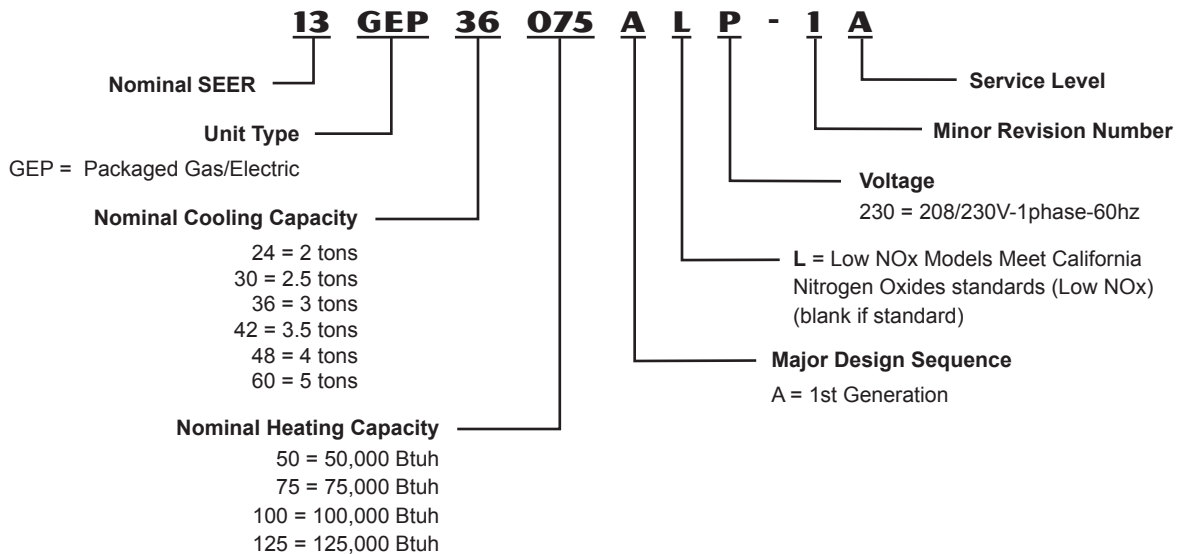 13 GEP 36 075 A L P - 1 A
Nominal SEER
Service Level
Unit Type
Minor Revision Number
GEP = Packaged Gas/Electric
Voltage
230 = 208/230V-1phase-60hz
Nominal Cooling Capacity
24 = 2 tons
30 = 2.5 tons
36 = 3 tons
42 = 3.5 tons
48 = 4 tons
60 = 5 tons
L = Low NOx Models Meet California
Nitrogen Oxides standards (Low NOx)
(blank if standard)
Major Design Sequence
A = 1st Generation
Nominal Heating Capacity
50 = 50,000 Btuh
75 = 75,000 Btuh
100 = 100,000 Btuh
125 = 125,000 Btuh